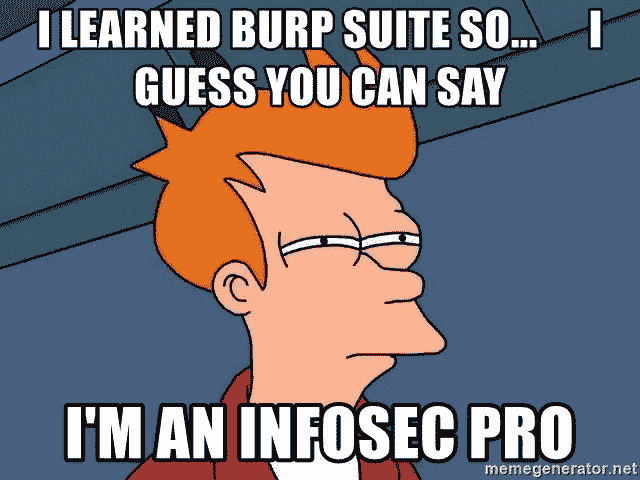 I LEARNED BURP SUITE SO... I
GUESS YOU CAN SAY
I'M AN INFOSEC PRO
memegenerator.net